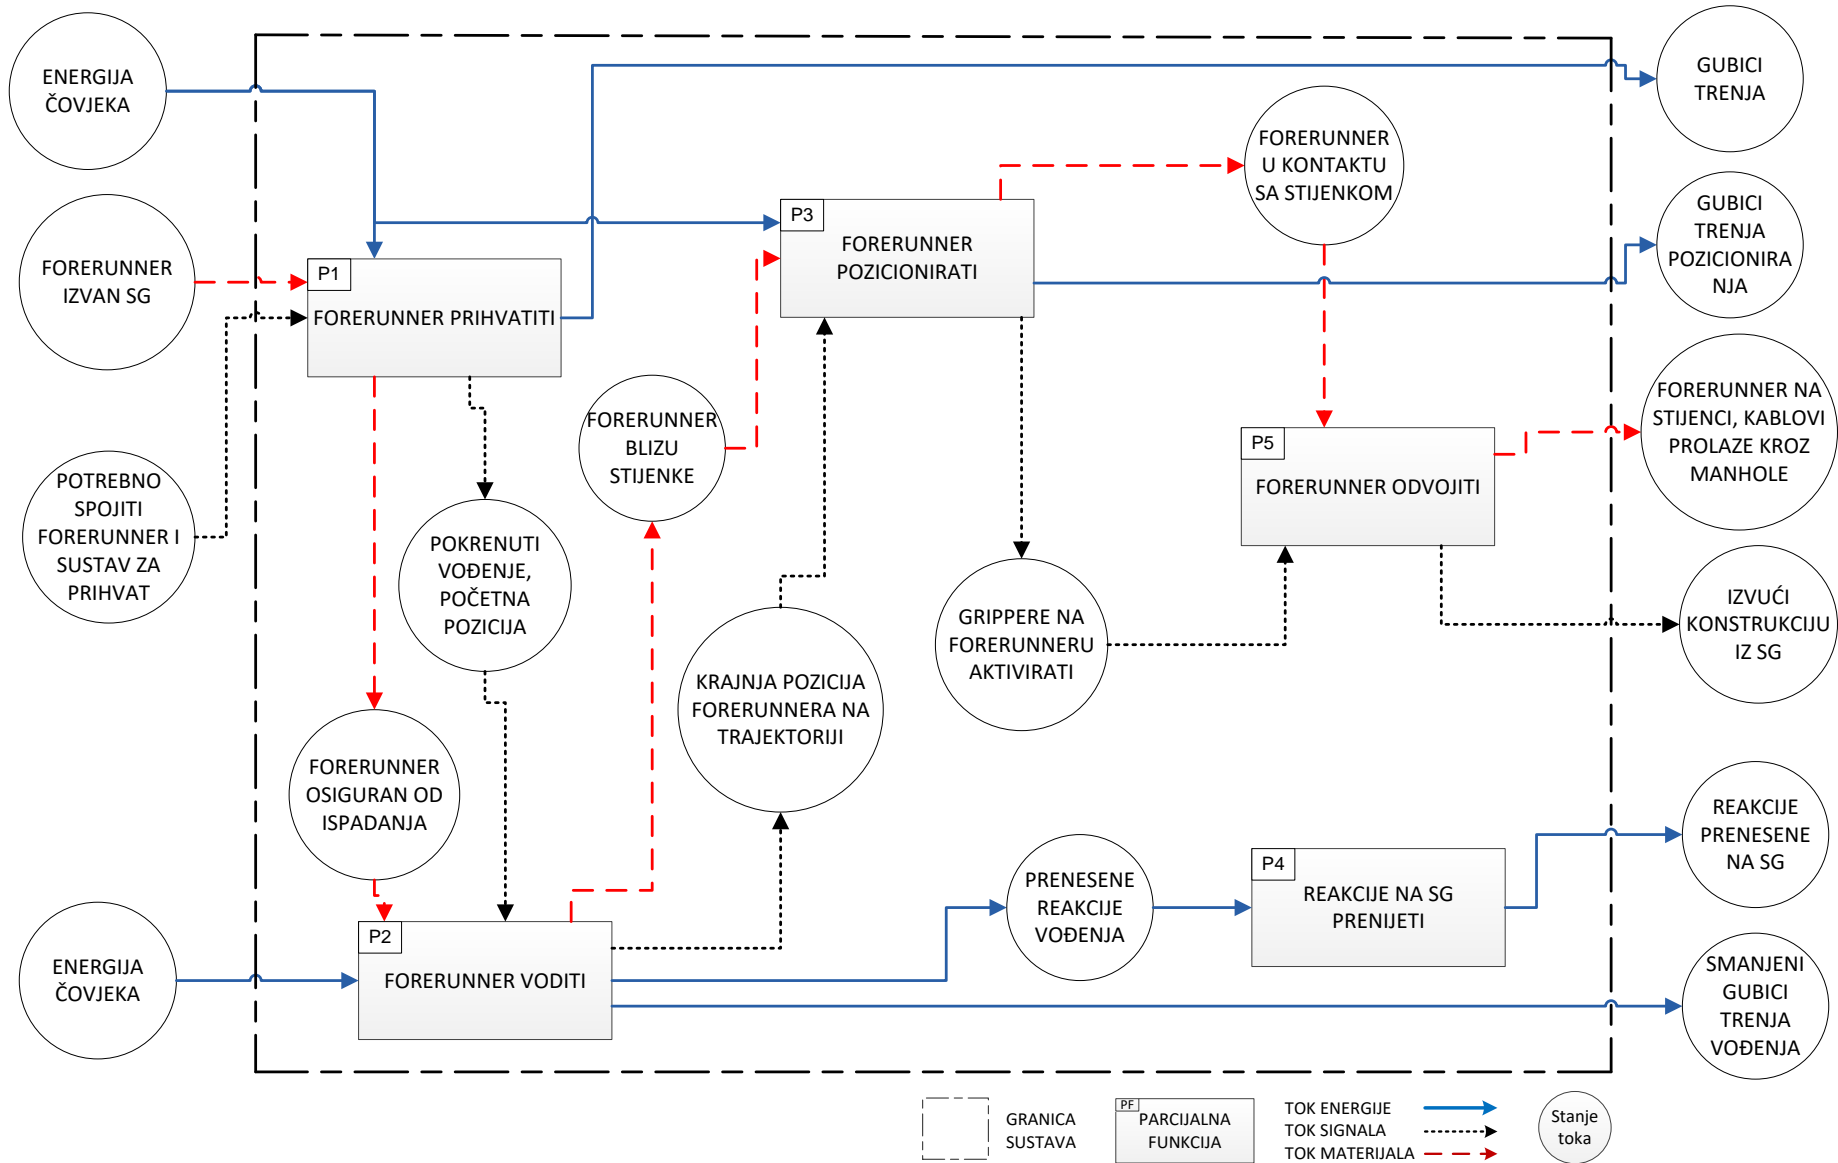 ENERGIJA
ČOVJEKA
GUBICI
TRENJA
FORERUNNER
U KONTAKTU
SA STIJENKOM
FORERUNNER
IZVAN SG
P1
FORERUNNER PRIHVATITI
P3
FORERUNNER
POZICIONIRATI
GUBICI
TRENJA
POZICIONIRA
NJA
FORERUNNER
BLIZU
STIJENKE
P5
FORERUNNER ODVOJITI
FORERUNNER NA
STIJENCI, KABLOVI
PROLAZE KROZ
MANHOLE
POTREBNO
SPOJITI
FORERUNNER I
SUSTAV ZA
PRIHVAT
POKRENUTI
VOĐENJE,
POČETNA
POZICIJA
GRIPPERE NA
FORERUNNERU
AKTIVIRATI
IZVUĆI
KONSTRUKCIJU
IZ SG
KRAJNJA POZICIJA
FORERUNNERA NA
TRAJEKTORIJI
FORERUNNER
OSIGURAN OD
ISPADANJA
REAKCIJE
PRENESENE
NA SG
PRENESENE
REAKCIJE
VOĐENJA
P4
REAKCIJE NA SG
PRENIJETI
ENERGIJA
ČOVJEKA
P2
FORERUNNER VODITI
SMANJENI
GUBICI
TRENJA
VOĐENJA
GRANICA
SUSTAVA
PF
PARCIJALNA
FUNKCIJA
TOK ENERGIJE
TOK SIGNALA
TOK MATERIJALA
Stanje
toka